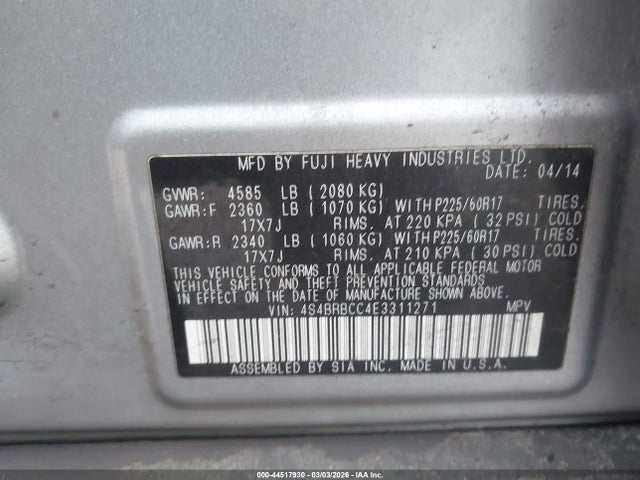 MFD BY FUJI HEAVY INDUSTRIES LTD.
DATE: 04/14
GVWR: 4585 LB ( 2080 KG)
GAWR: F 2360 LB ( 1070 KG) WITH P225/60R17 TIRES,
17X7J RIMS, AT 220 KPA ( 32 PSI) COLD
GAWR: R 2340 LB ( 1060 KG) WITH P225/60R17 TIRES,
17X7J RIMS, AT 210 KPA ( 30 PSI) COLD
THIS VEHICLE CONFORMS TO ALL APPLICABLE FEDERAL MOTOR
VEHICLE SAFETY AND THEFT PREVENTION STANDARDS
IN EFFECT ON THE DATE OF MANUFACTURE SHOWN ABOVE.
VIN: 4S4BRBCC4E3311271 MPV
ASSEMBLED BY SIA INC. MADE IN U.S.A.
000-44517930 - 03/03/2026 - IAA Inc.